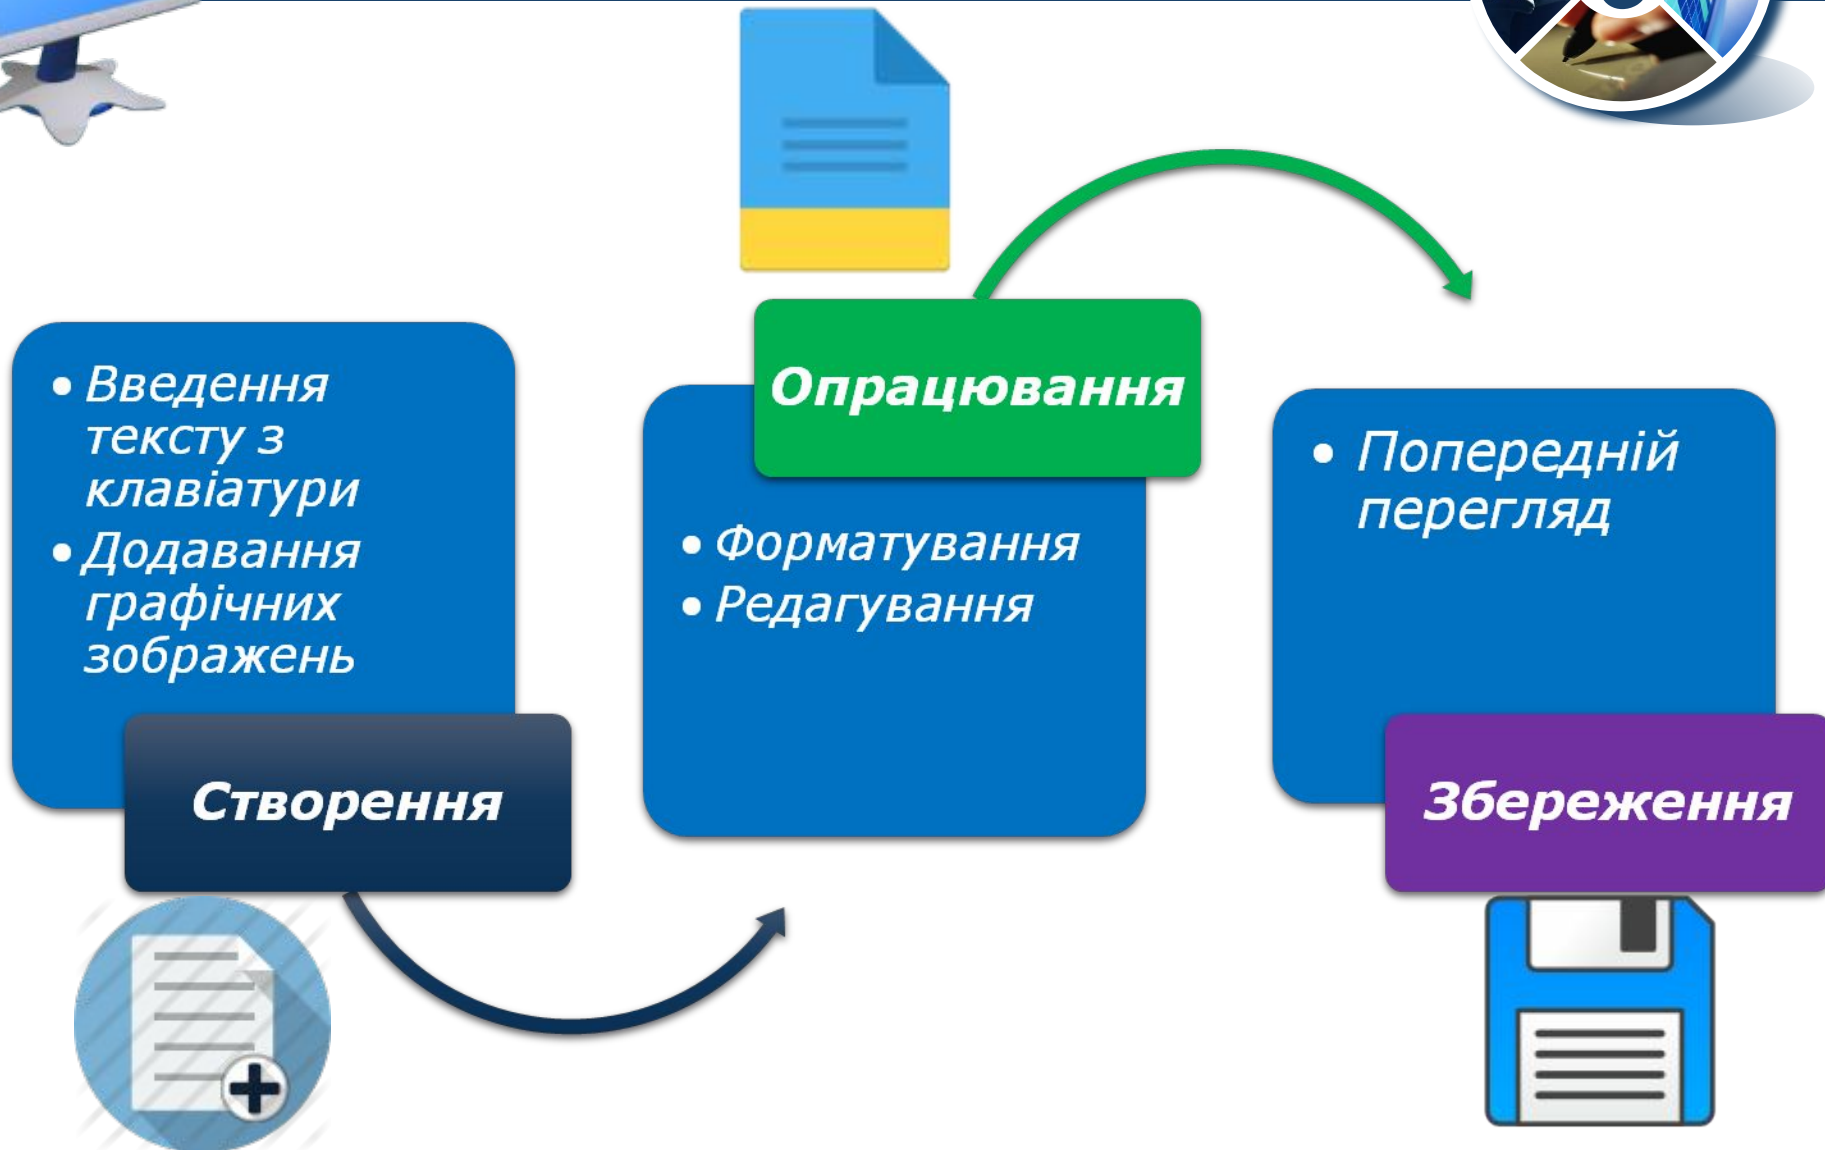 • Введення
тексту з
клавіатури
• Додавання
графічних
зображень
Створення
Опрацювання
• Форматування
• Редагування
• Попередній
перегляд
Збереження